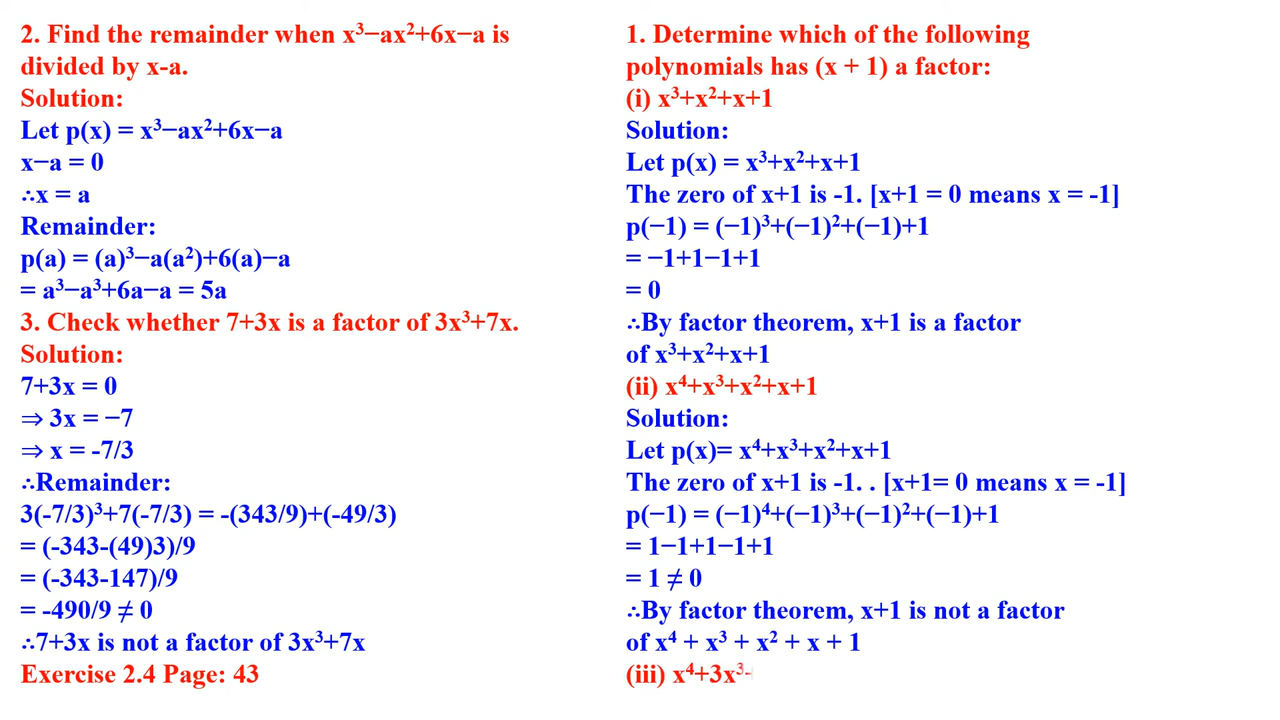 2. Find the remainder when x³−ax²+6x−a is
divided by x-a.
Solution:
Let p(x) = x³−ax²+6x−a
x−a = 0
∴x = a
Remainder:
p(a) = (a)³−a(a²)+6(a)−a
= a³−a³+6a−a = 5a
3. Check whether 7+3x is a factor of 3x³+7x.
Solution:
7+3x = 0
⇒ 3x = −7
⇒ x = -7/3
∴Remainder:
3(-7/3)³+7(-7/3) = -(343/9)+(-49/3)
= (-343-(49)3)/9
= (-343-147)/9
= -490/9 ≠ 0
∴7+3x is not a factor of 3x³+7x
Exercise 2.4 Page: 43
1. Determine which of the following
polynomials has (x + 1) a factor:
(i) x³+x²+x+1
Solution:
Let p(x) = x³+x²+x+1
The zero of x+1 is -1. [x+1 = 0 means x = -1]
p(−1) = (−1)³+(−1)²+(−1)+1
= −1+1−1+1
= 0
∴By factor theorem, x+1 is a factor
of x³+x²+x+1
(ii) x⁴+x³+x²+x+1
Solution:
Let p(x)= x⁴+x³+x²+x+1
The zero of x+1 is -1. . [x+1= 0 means x = -1]
p(−1) = (−1)⁴+(−1)³+(−1)²+(−1)+1
= 1−1+1−1+1
= 1 ≠ 0
∴By factor theorem, x+1 is not a factor
of x⁴ + x³ + x² + x + 1
(iii) x⁴+3x³